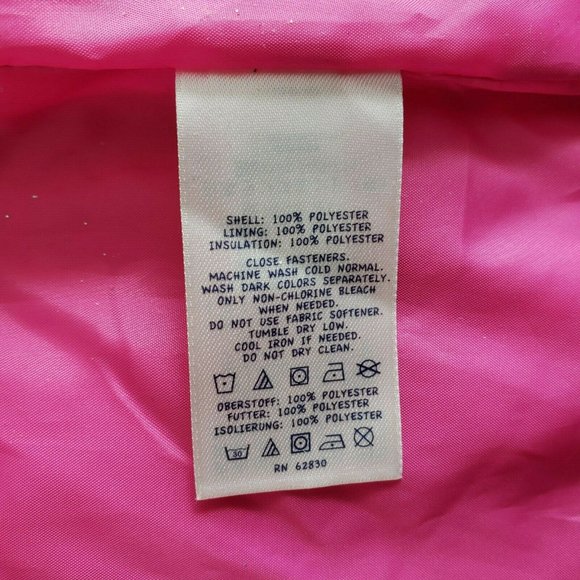 SHELL: 100% POLYESTER
LINING: 100% POLYESTER
INSULATION: 100% POLYESTER
CLOSE FASTENERS.
MACHINE WASH COLD NORMAL.
WASH DARK COLORS SEPARATELY.
ONLY NON-CHLORINE BLEACH
WHEN NEEDED.
DO NOT USE FABRIC SOFTENER.
TUMBLE DRY LOW.
COOL IRON IF NEEDED.
DO NOT DRY CLEAN.
OBERSTOFF: 100% POLYESTER
FUTTER: 100% POLYESTER
ISOLIERUNG: 100% POLYESTER
30
RN 62830